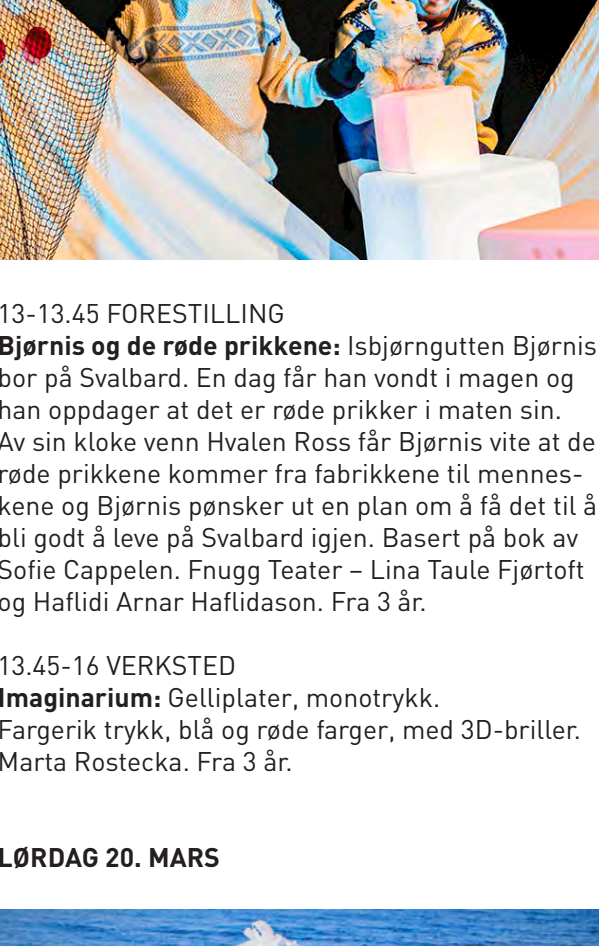 13-13.45 FORESTILLING
Bjørnis og de røde prikkene: Isbjørngutten Bjørnis
bor på Svalbard. En dag får han vondt i magen og
han oppdager at det er røde prikker i maten sin.
Av sin kloke venn Hvalen Ross får Bjørnis vite at de
røde prikkene kommer fra fabrikkene til mennes-
kene og Bjørnis pønsker ut en plan om å få det til å
bli godt å leve på Svalbard igjen. Basert på bok av
Sofie Cappelen. Fnugg Teater – Lina Taule Fjørtoft
og Haflidi Arnar Haflidason. Fra 3 år.
13.45-16 VERKSTED
Imaginarium: Gelliplater, monotrykk.
Fargerik trykk, blå og røde farger, med 3D-briller.
Marta Rostecka. Fra 3 år.
LØRDAG 20. MARS